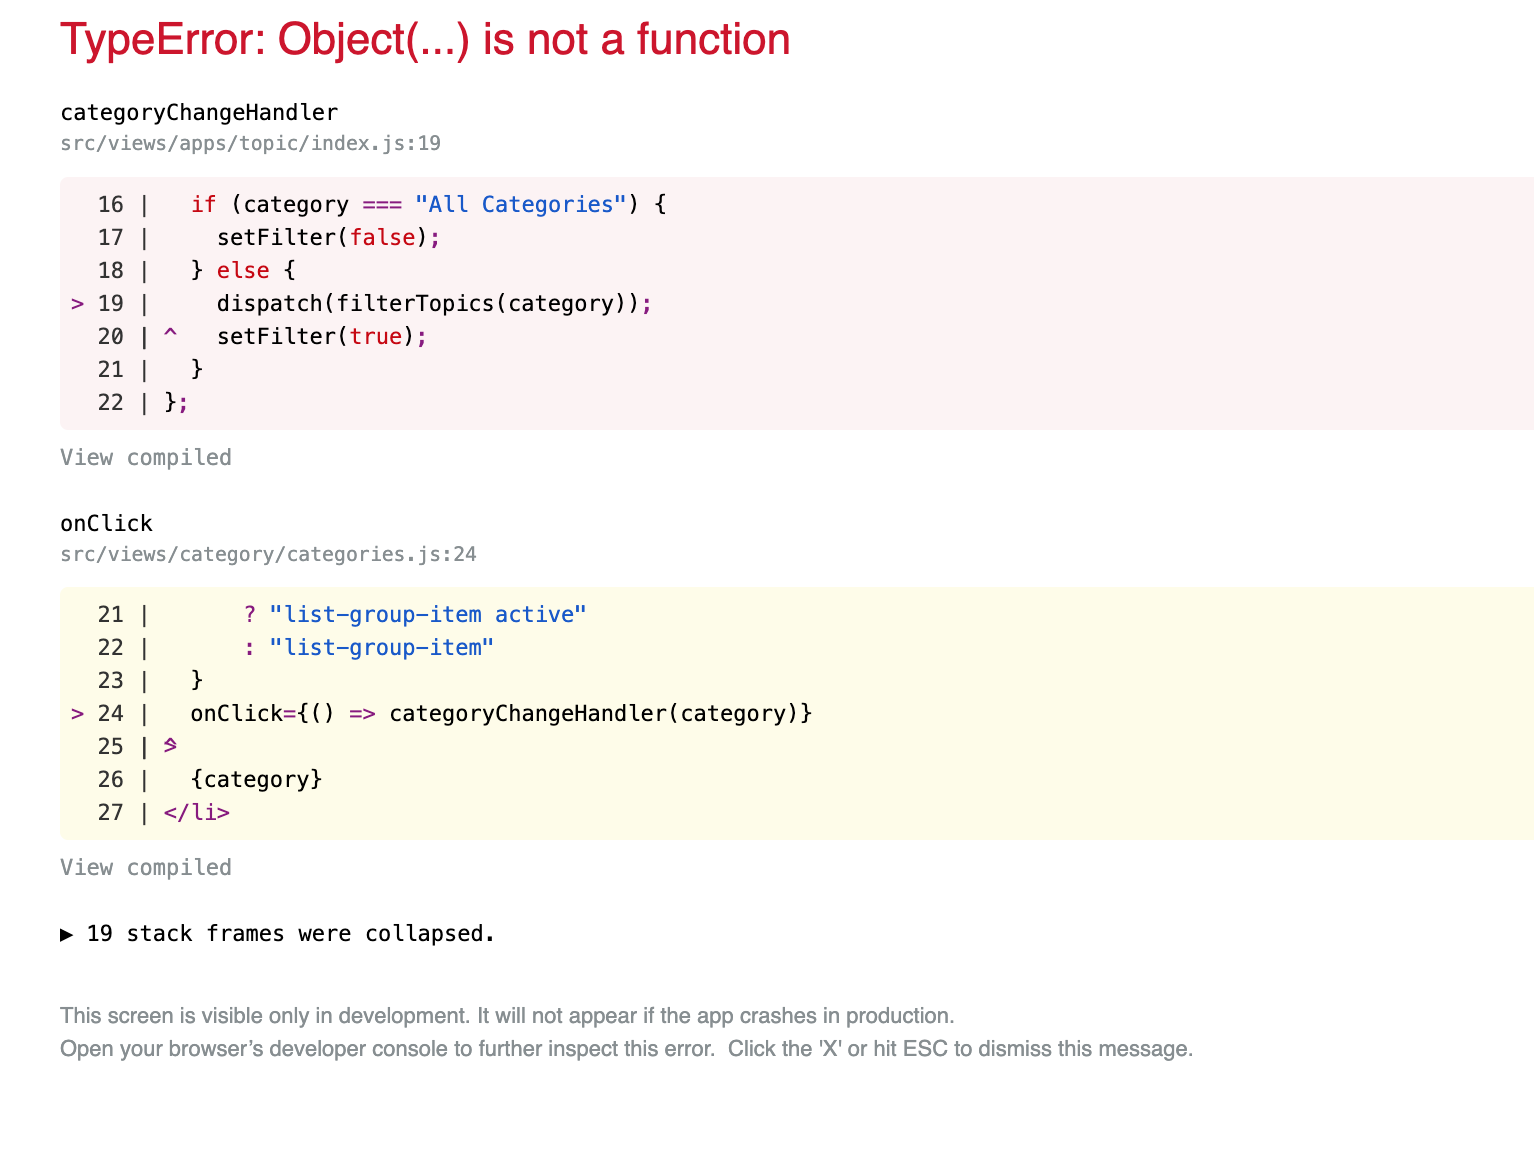 TypeError: Object(...) is not a function
categoryChangeHandler
src/views/apps/topic/index.js:19
  16 |   if (category === "All Categories") {
  17 |     setFilter(false);
  18 |   } else {
> 19 |     dispatch(filterTopics(category));
  20 | ^   setFilter(true);
  21 |   }
  22 | };
View compiled
onClick
src/views/category/categories.js:24
  21 |       ? "list-group-item active"
  22 |       : "list-group-item"
  23 |   }
> 24 |   onClick={() => categoryChangeHandler(category)}
  25 | >
  26 |   {category}
  27 | </li>
View compiled
▶ 19 stack frames were collapsed.
This screen is visible only in development. It will not appear if the app crashes in production.
Open your browser’s developer console to further inspect this error.  Click the 'X' or hit ESC to dismiss this message.